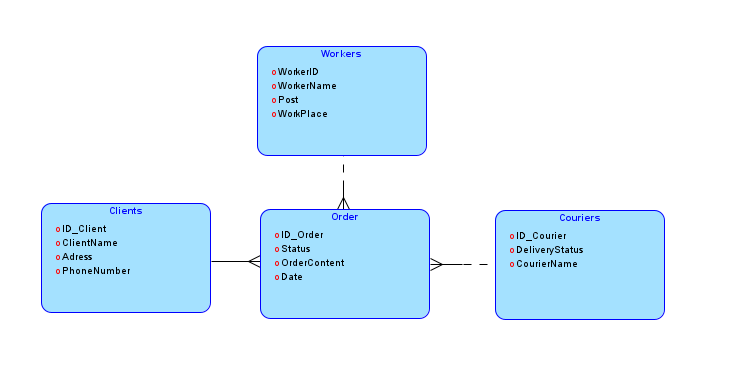 Workers
o WorkerID
o WorkerName
o Post
o WorkPlace
Clients
o ID_Client
o ClientName
o Adress
o PhoneNumber
Order
o ID_Order
o Status
o OrderContent
o Date
Couriers
o ID_Courier
o DeliveryStatus
o CourierName